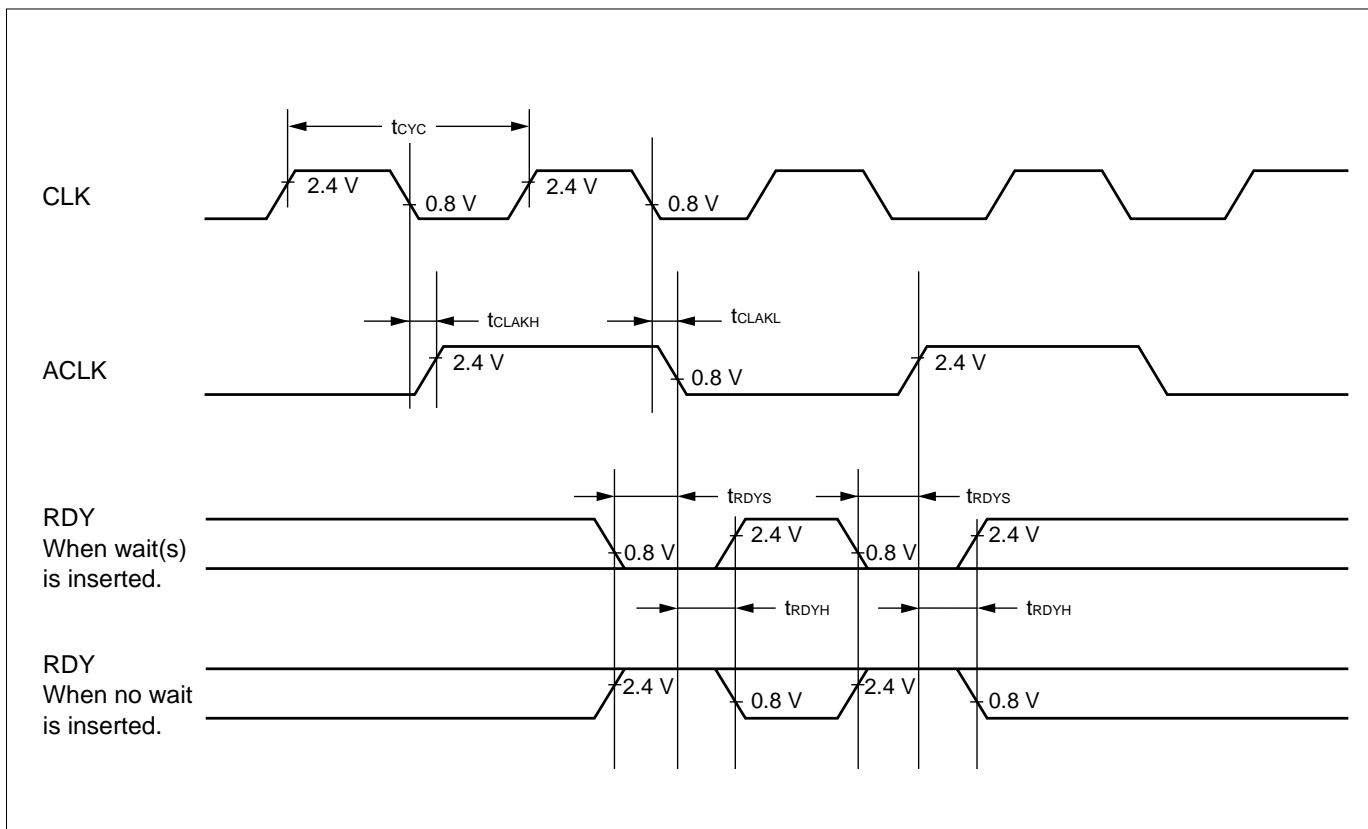 tCYC
CLK
2.4 V
0.8 V
2.4 V
0.8 V
tCLAKH
tCLAKL
ACLK
2.4 V
0.8 V
2.4 V
tRDYS
tRDYS
RDY
When wait(s)
is inserted.
0.8 V
2.4 V
0.8 V
2.4 V
tRDYH
tRDYH
RDY
When no wait
is inserted.
2.4 V
0.8 V
2.4 V
0.8 V